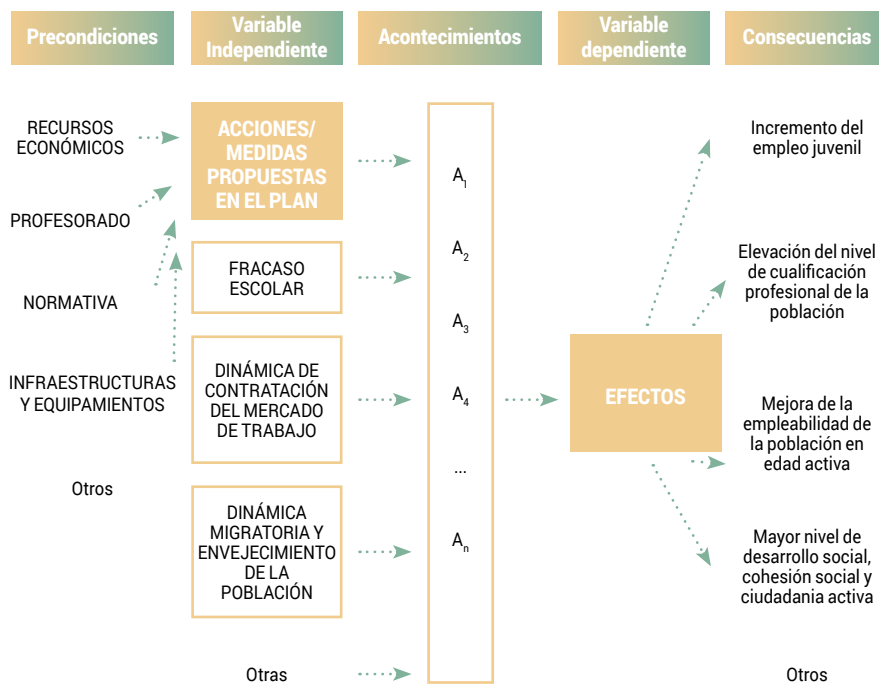 Precondiciones
Variable
Independiente
Acontecimientos
Variable
dependiente
Consecuencias
RECURSOS
ECONÓMICOS
PROFESORADO
NORMATIVA
INFRAESTRUCTURAS
Y EQUIPAMIENTOS
Otros
ACCIONES/
MEDIDAS
PROPUESTAS
EN EL PLAN
FRACASO
ESCOLAR
DINÁMICA DE
CONTRATACIÓN
DEL MERCADO
DE TRABAJO
DINÁMICA
MIGRATORIA Y
ENVEJECIMIENTO
DE LA
POBLACIÓN
Otras
A1
A2
A3
A4
...
An
EFECTOS
Incremento del
empleo juvenil
Elevación del nivel
de cualificación
profesional de la
población
Mejora de la
empleabilidad de
la población en
edad activa
Mayor nivel de
desarrollo social,
cohesión social y
ciudadania activa
Otros